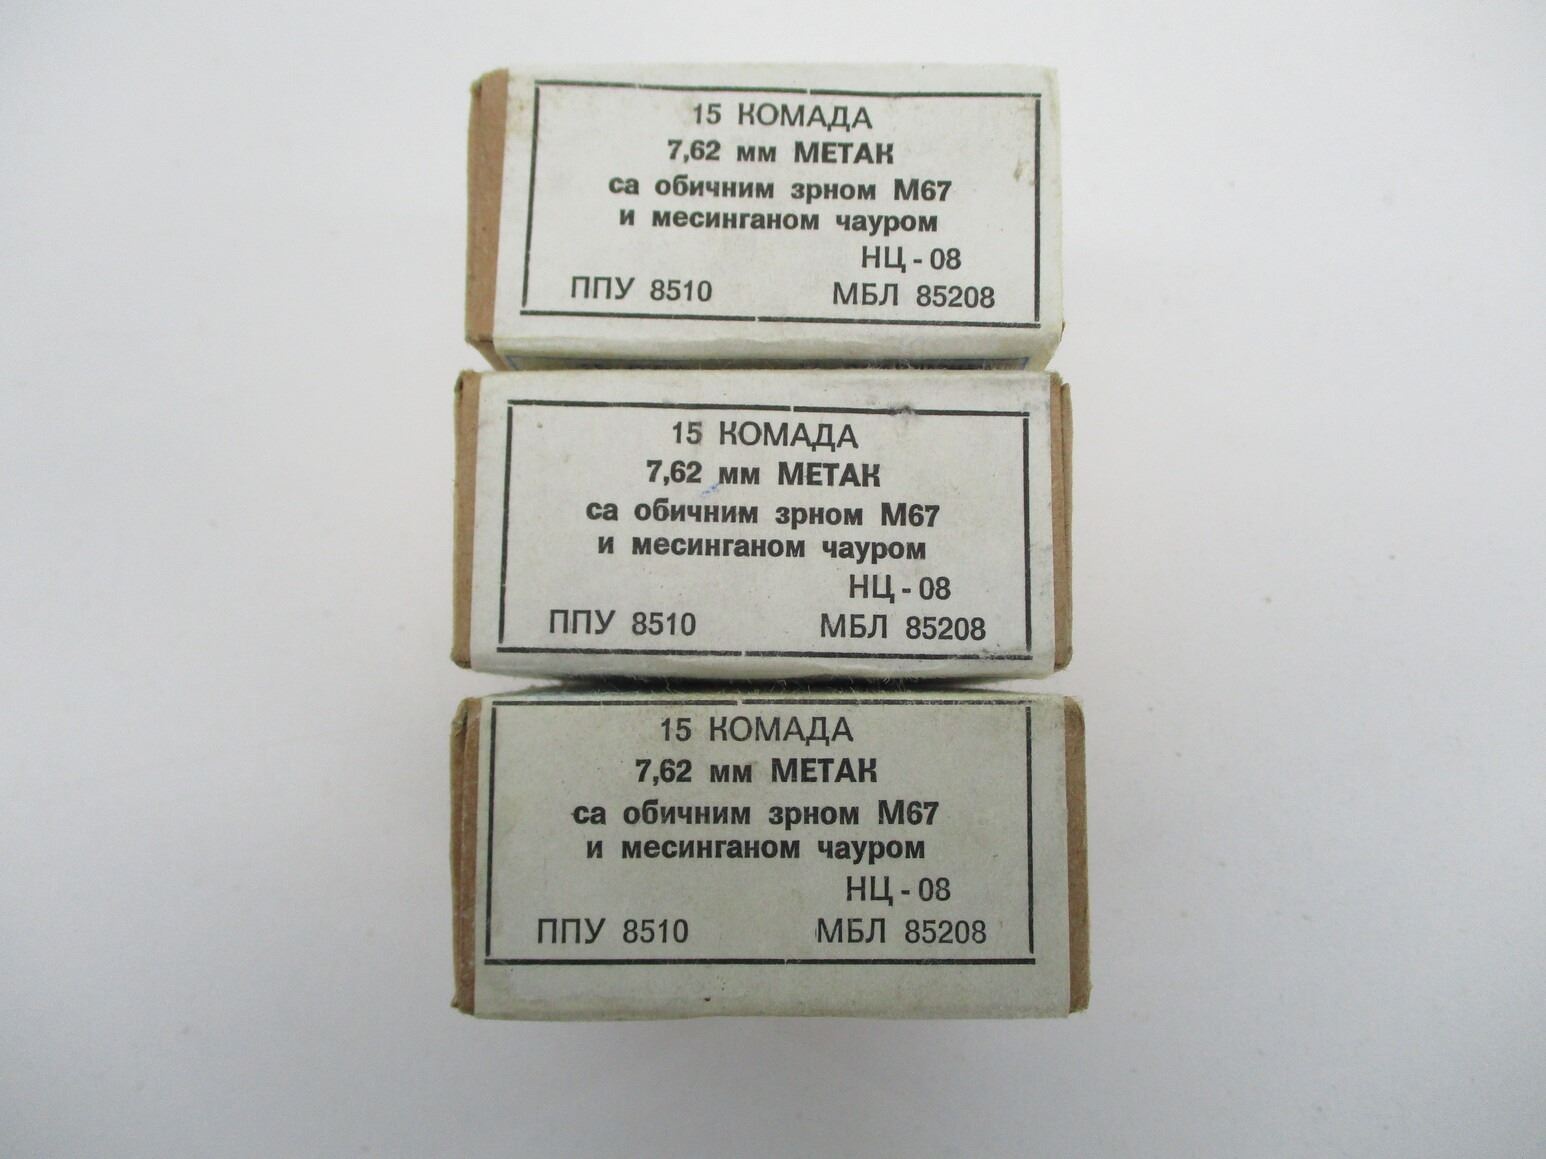 15 КОМАДА
7,62 мм МЕТАК
са обичним зрном М67
и месинганом чауром
НЦ - 08
ППУ 8510 МБЛ 85208
15 КОМАДА
7,62 мм МЕТАК
са обичним зрном М67
и месинганом чауром
НЦ - 08
ППУ 8510 МБЛ 85208
15 КОМАДА
7,62 мм МЕТАК
са обичним зрном М67
и месинганом чауром
НЦ - 08
ППУ 8510 МБЛ 85208